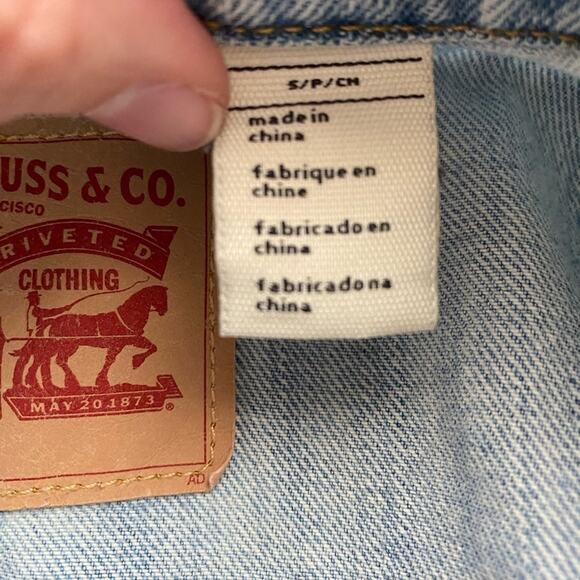 USS & CO.
CISCO
RIVETED
CLOTHING
MAY 20.1873
®
AD
S/P/CH
made in
china
fabrique en
chine
fabricado en
china
fabricado na
china